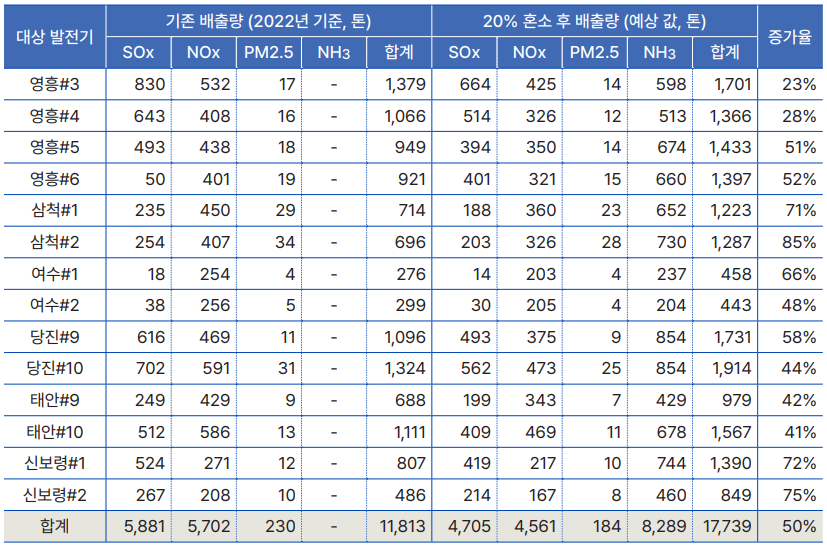 대상 발전기 기존 배출량 (2022년 기준, 톤) 20% 혼소 후 배출량 (예상 값, 톤) 증가율
SOx NOx PM2.5 NH3 합계 SOx NOx PM2.5 NH3 합계
영흥#3 830 532 17 - 1,379 664 425 14 598 1,701 23%
영흥#4 643 408 16 - 1,066 514 326 12 513 1,366 28%
영흥#5 493 438 18 - 949 394 350 14 674 1,433 51%
영흥#6 50 401 19 - 921 401 321 15 660 1,397 52%
삼척#1 235 450 29 - 714 188 360 23 652 1,223 71%
삼척#2 254 407 34 - 696 203 326 28 730 1,287 85%
여수#1 18 254 4 - 276 14 203 4 237 458 66%
여수#2 38 256 5 - 299 30 205 4 204 443 48%
당진#9 616 469 11 - 1,096 493 375 9 854 1,731 58%
당진#10 702 591 31 - 1,324 562 473 25 854 1,914 44%
태안#9 249 429 9 - 688 199 343 7 429 979 42%
태안#10 512 586 13 - 1,111 409 469 11 678 1,567 41%
신보령#1 524 271 12 - 807 419 217 10 744 1,390 72%
신보령#2 267 208 10 - 486 214 167 8 460 849 75%
합계 5,881 5,702 230 - 11,813 4,705 4,561 184 8,289 17,739 50%